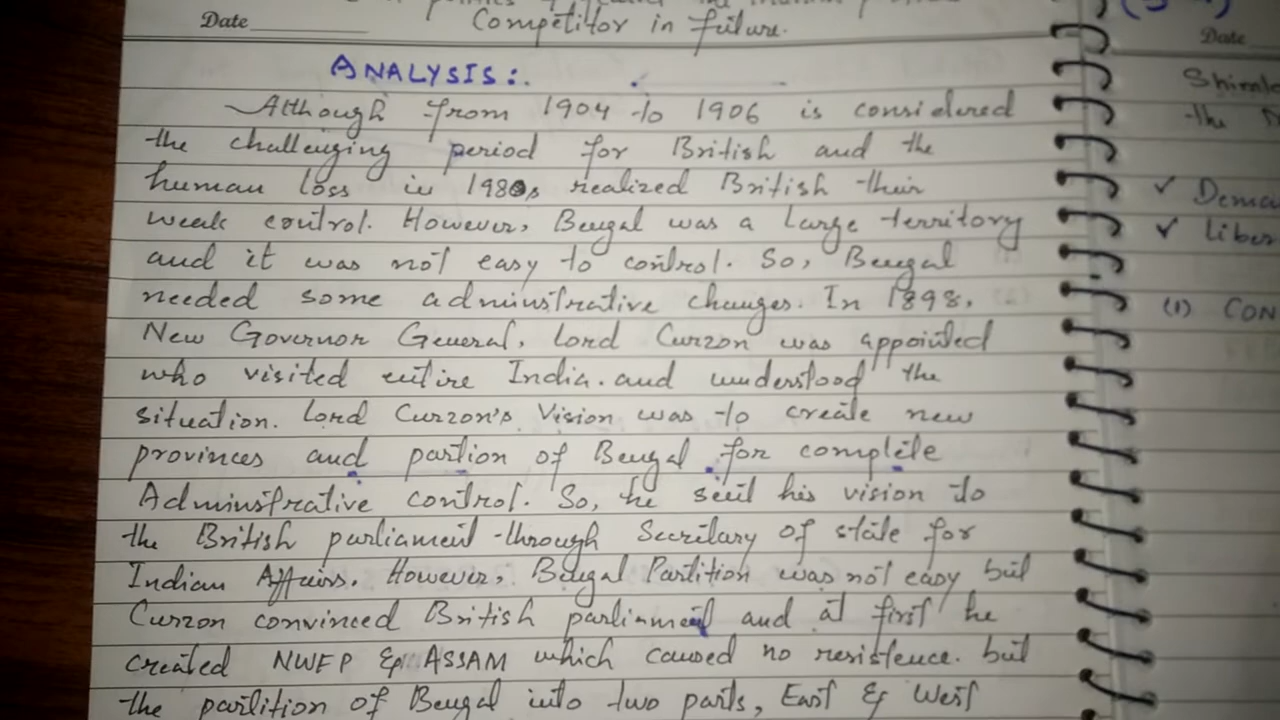 Date
Competitor in future.
ANALYSIS:.
Although from 1904 to 1906 is considered
the challenging period for British and the
human loss in 1980s realized British their
weak control. However, Bengal was a large territory
and it was not easy to control. So, Bengal
needed some administrative changes. In 1898,
New Governor General, Lord Curzon was appointed
who visited entire India. and understood the
situation. Lord Curzon's Vision was to create new
provinces and partion of Bengal for complete
Administrative control. So, he sent his vision to
the British parliament through Secretary of state for
Indian Affairs. However, Bengal Partition was not easy but
Curzon convinced British parliament and at first he
created NWFP & ASSAM which caused no resistence. but
the partition of Bengal into two parts, East & West
Date
the
✓ Dema
✓ Liber
(1) CON